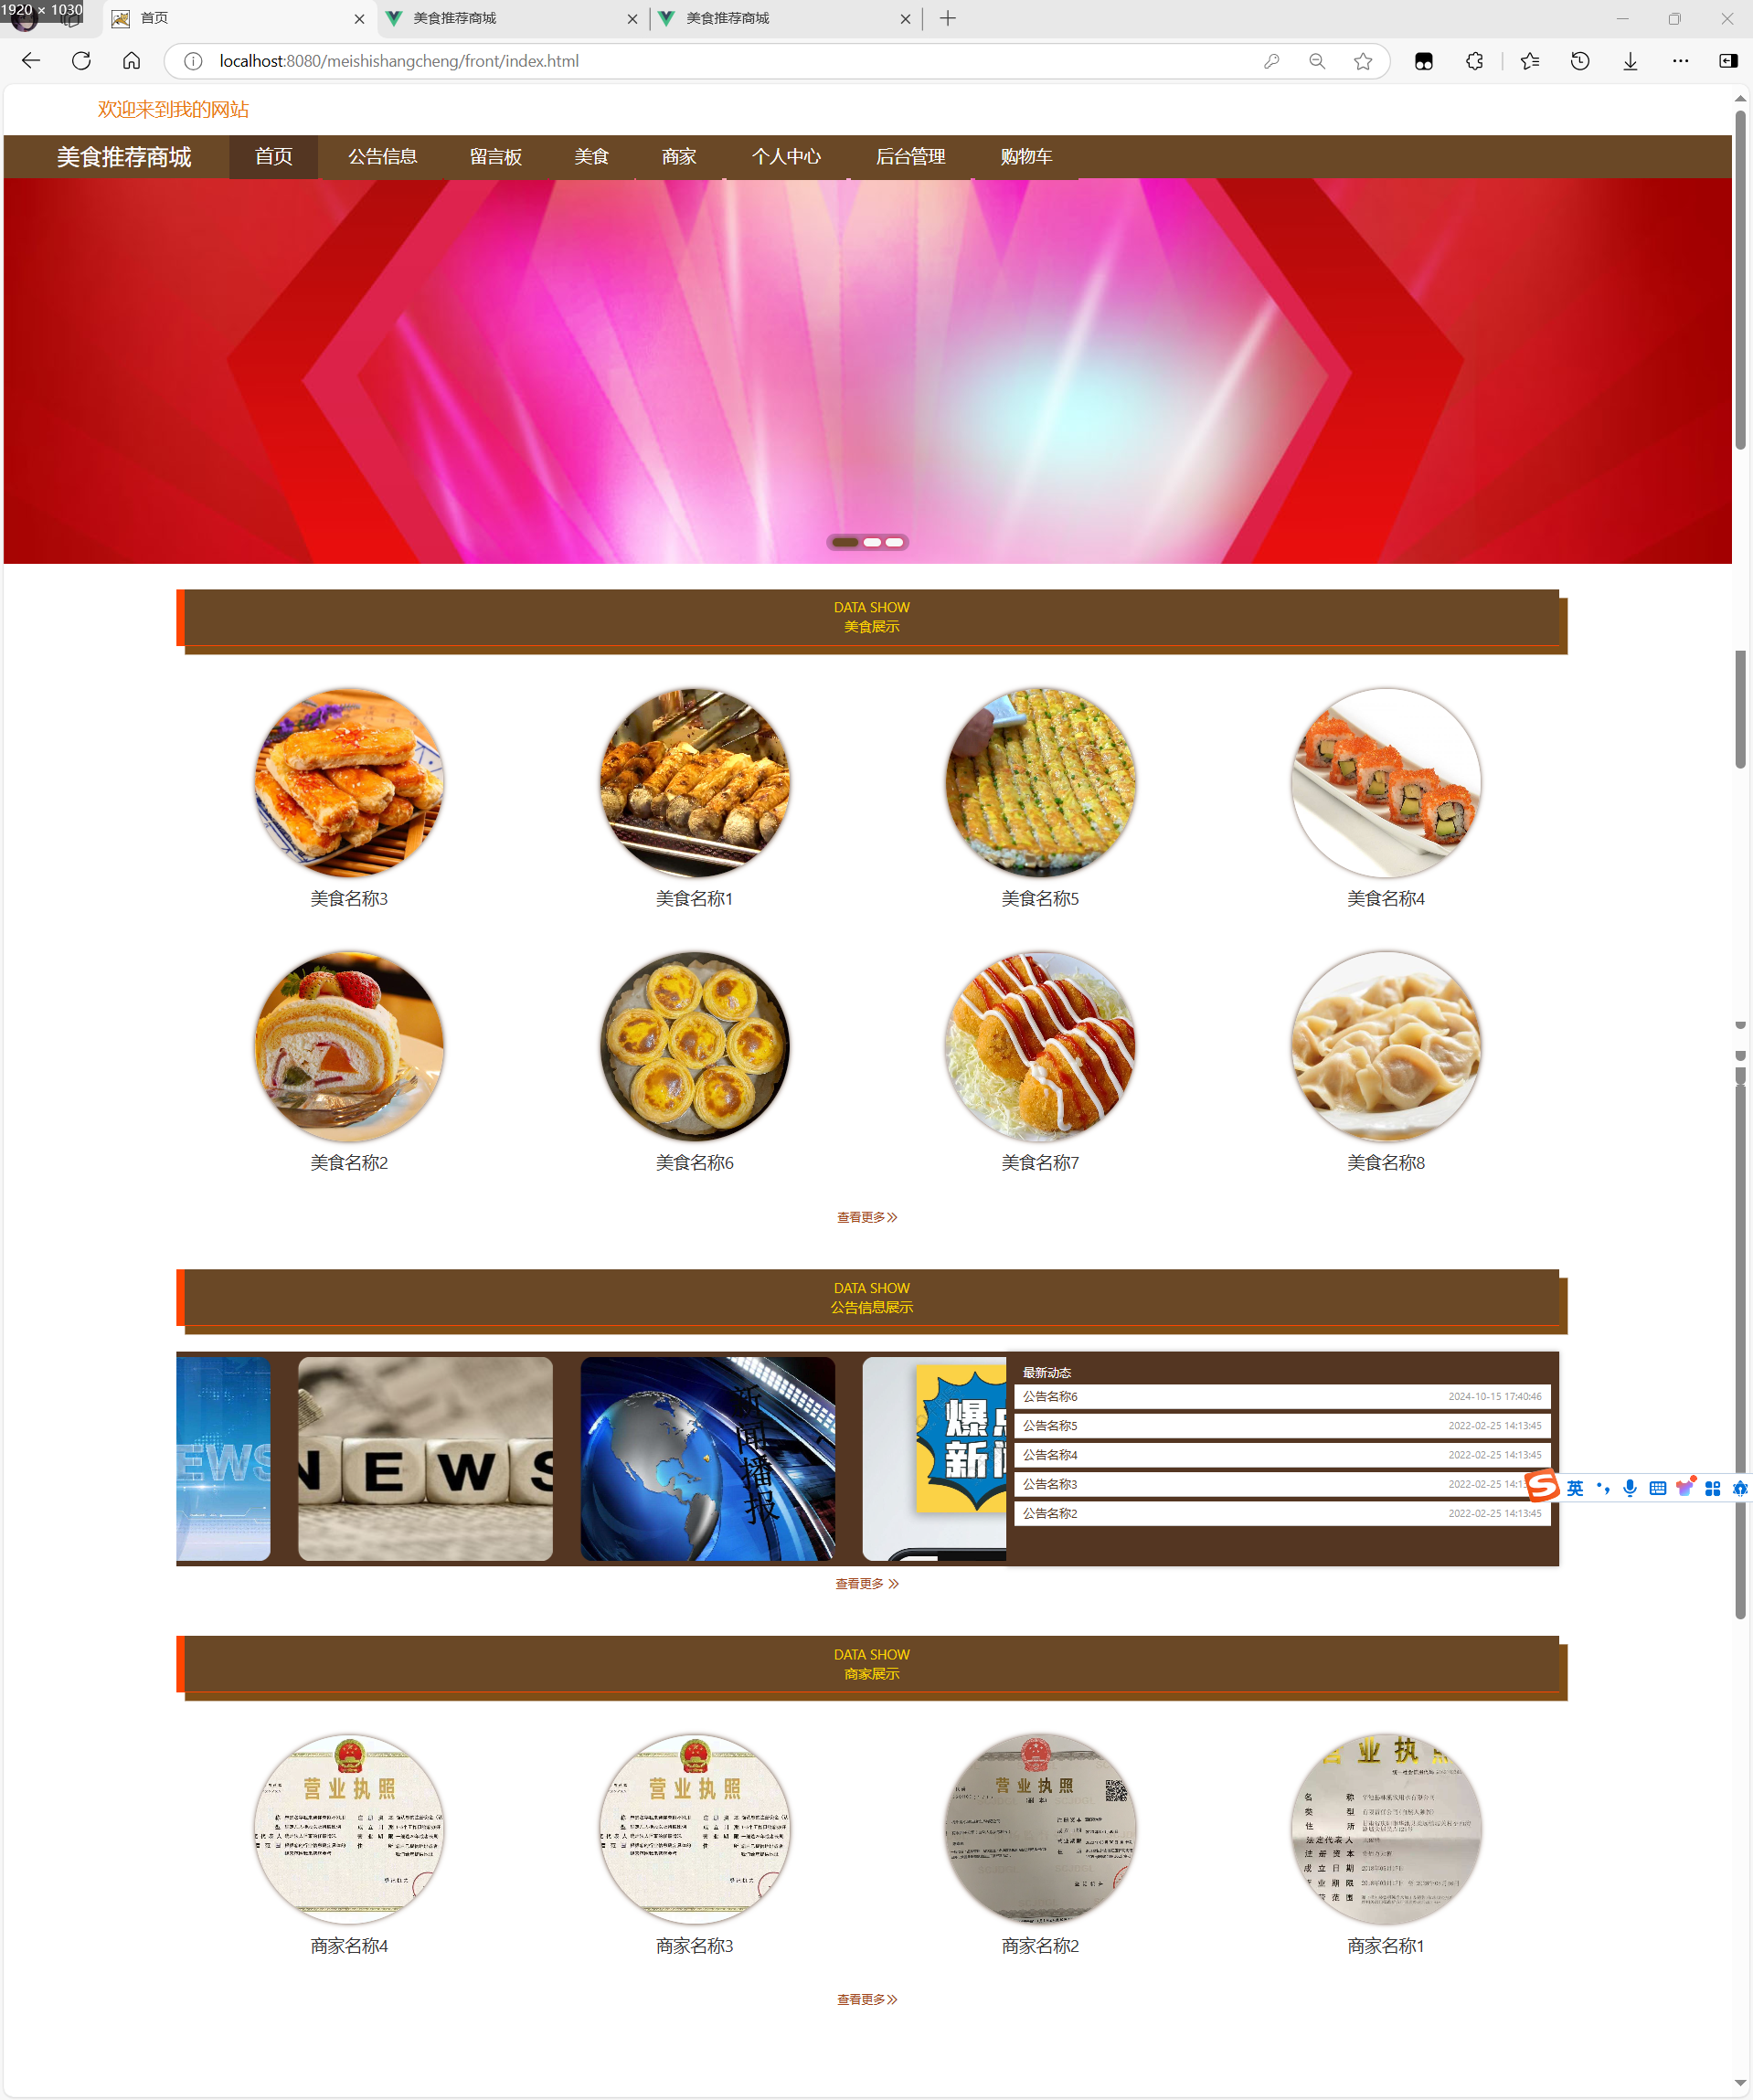 1920 × 1030
首页
美食推荐商城
美食推荐商城
localhost:8080/meishishangcheng/front/index.html
欢迎来到我的网站
美食推荐商城
首页
公告信息
留言板
美食
商家
个人中心
后台管理
购物车
DATA SHOW
美食展示
美食名称3
美食名称1
美食名称5
美食名称4
美食名称2
美食名称6
美食名称7
美食名称8
查看更多
DATA SHOW
公告信息展示
EWS
NEWS
新闻播报
最新动态
公告名称6
2024-10-15 17:40:46
公告名称5
2022-02-25 14:13:45
公告名称4
2022-02-25 14:13:45
公告名称3
2022-02-25 14:13
公告名称2
2022-02-25 14:13:45
英
查看更多
DATA SHOW
商家展示
营业执照
营业执照
营业执照
业执
商家名称4
商家名称3
商家名称2
商家名称1
查看更多